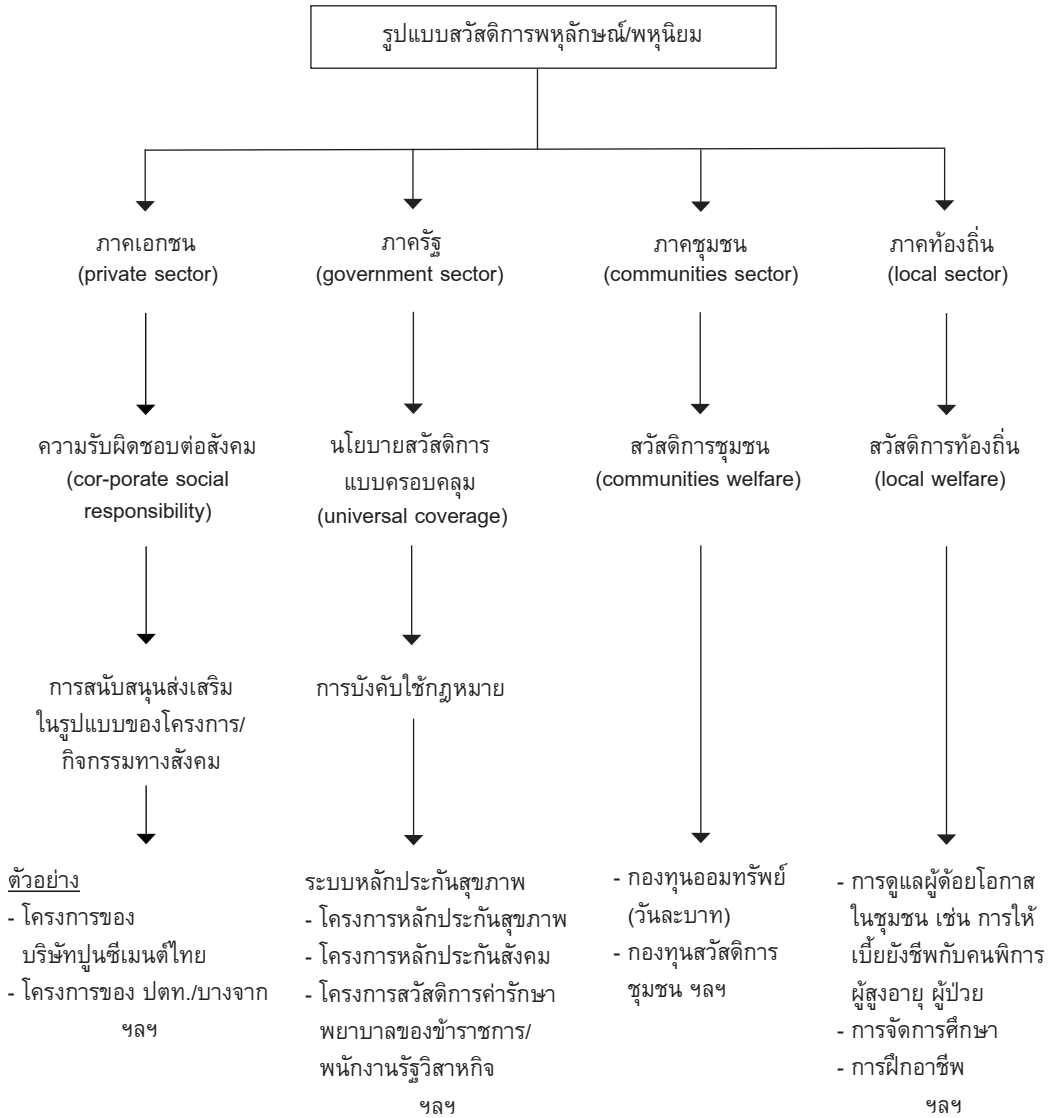 รูปแบบสวัสดิการพหุลักษณ์/พหุนิยม
ภาคเอกชน
(private sector)
ความรับผิดชอบต่อสังคม
(cor-porate social
responsibility)
การสนับสนุนส่งเสริม
ในรูปแบบของโครงการ/
กิจกรรมทางสังคม
ตัวอย่าง
- โครงการของ
บริษัทปูนซีเมนต์ไทย
- โครงการของ ปตท./บางจาก
ฯลฯ
ภาครัฐ
(government sector)
นโยบายสวัสดิการ
แบบครอบคลุม
(universal coverage)
การบังคับใช้กฎหมาย
ระบบหลักประกันสุขภาพ
- โครงการหลักประกันสุขภาพ
- โครงการหลักประกันสังคม
- โครงการสวัสดิการค่ารักษา
พยาบาลของข้าราชการ/
พนักงานรัฐวิสาหกิจ
ฯลฯ
ภาคชุมชน
(communities sector)
สวัสดิการชุมชน
(communities welfare)
- กองทุนออมทรัพย์
(วันละบาท)
- กองทุนสวัสดิการ
ชุมชน ฯลฯ
ภาคท้องถิ่น
(local sector)
สวัสดิการท้องถิ่น
(local welfare)
- การดูแลผู้ด้อยโอกาส
ในชุมชน เช่น การให้
เบี้ยยังชีพกับคนพิการ
ผู้สูงอายุ ผู้ป่วย
- การจัดการศึกษา
- การฝึกอาชีพ
ฯลฯ